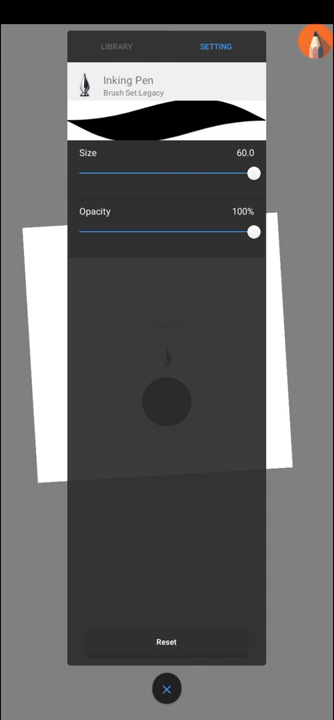 LIBRARY SETTING
Inking Pen
Brush Set:Legacy
Size 60.0
Opacity 100%
Reset